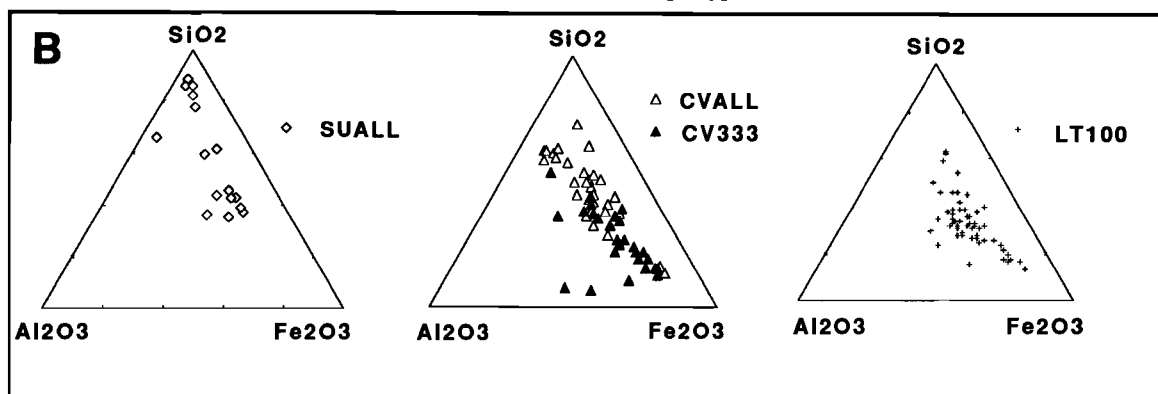 B
SiO2
SUALL
Al2O3
Fe2O3
SiO2
CVALL
CV333
Al2O3
Fe2O3
SiO2
LT100
Al2O3
Fe2O3